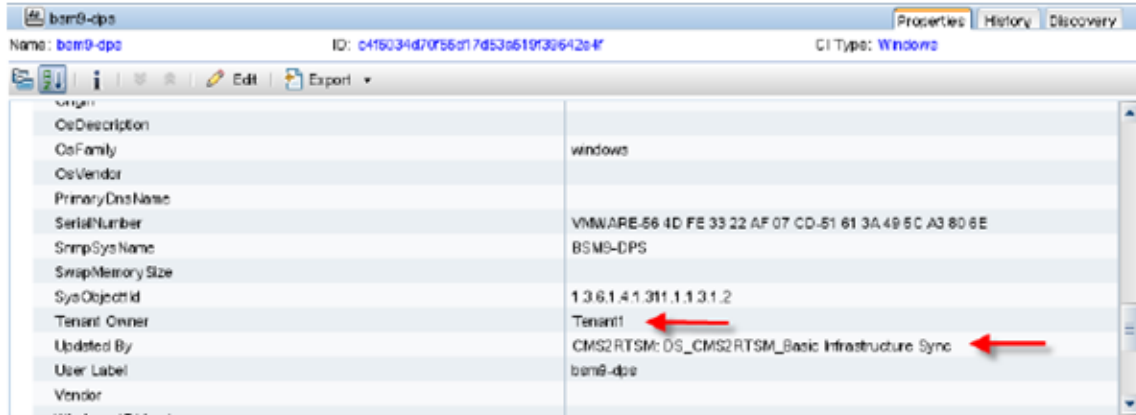 bsm9-dps
Properties History Discovery
Name: bsm9-dps ID: CI Type: Windows
Edit Export
Origin
OsDescription
OsFamily windows
OsVendor
PrimaryDnsName
SerialNumber VMWARE-56 4D FE 33 22 AF 07 CD-51 61 3A 49 5C A3 80 6E
SnmpSysName BSM9-DPS
SwapMemorySize
SysObjectId 1.3.6.1.4.1.311.1.1.3.1.2
Tenant Owner Tenant1
Updated By CMS2RTSM: DS_CMS2RTSM_Basic Infrastructure Sync
User Label bsm9-dps
Vendor